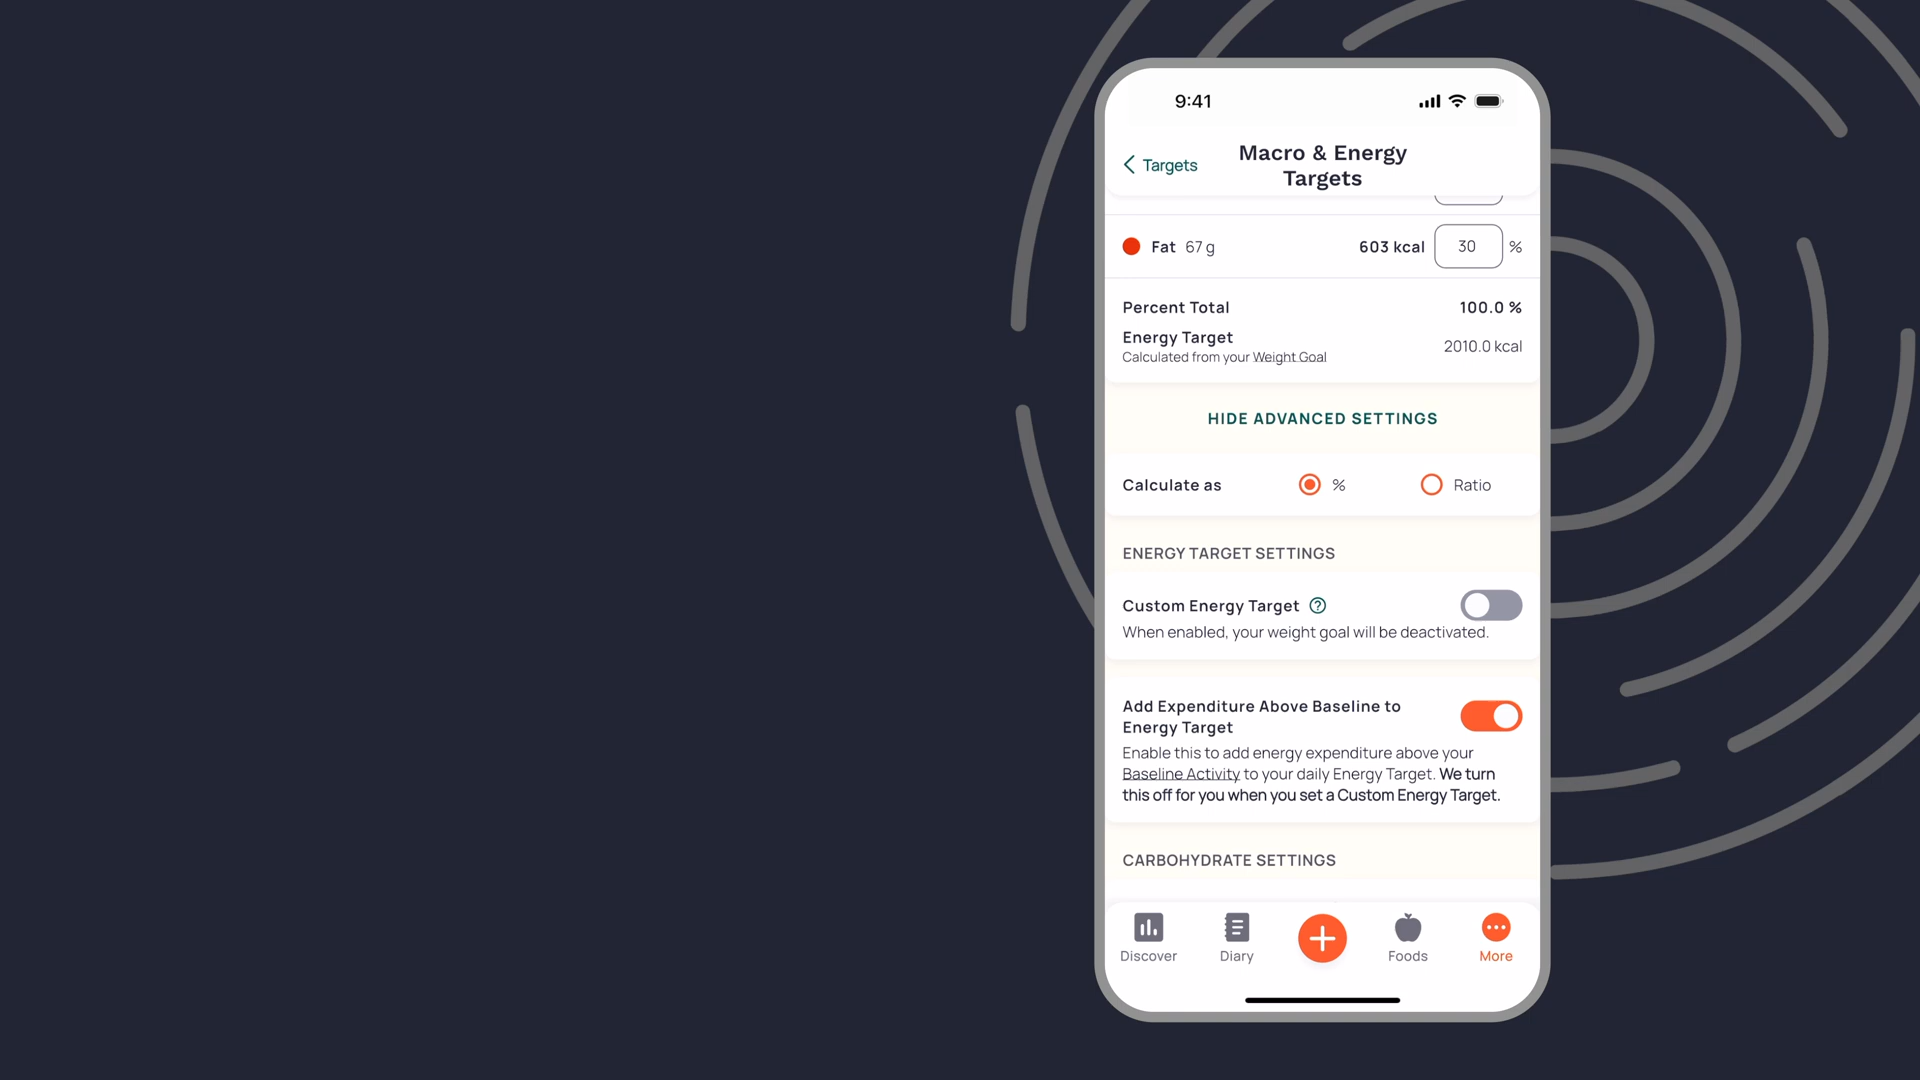 9:41
Targets
Macro & Energy
Targets
Fat 67 g 603 kcal 30 %
Percent Total 100.0 %
Energy Target
Calculated from your Weight Goal 2010.0 kcal
HIDE ADVANCED SETTINGS
Calculate as % Ratio
ENERGY TARGET SETTINGS
Custom Energy Target ?
When enabled, your weight goal will be deactivated.
Add Expenditure Above Baseline to
Energy Target
Enable this to add energy expenditure above your
Baseline Activity to your daily Energy Target. We turn
this off for you when you set a Custom Energy Target.
CARBOHYDRATE SETTINGS
Discover Diary Foods More